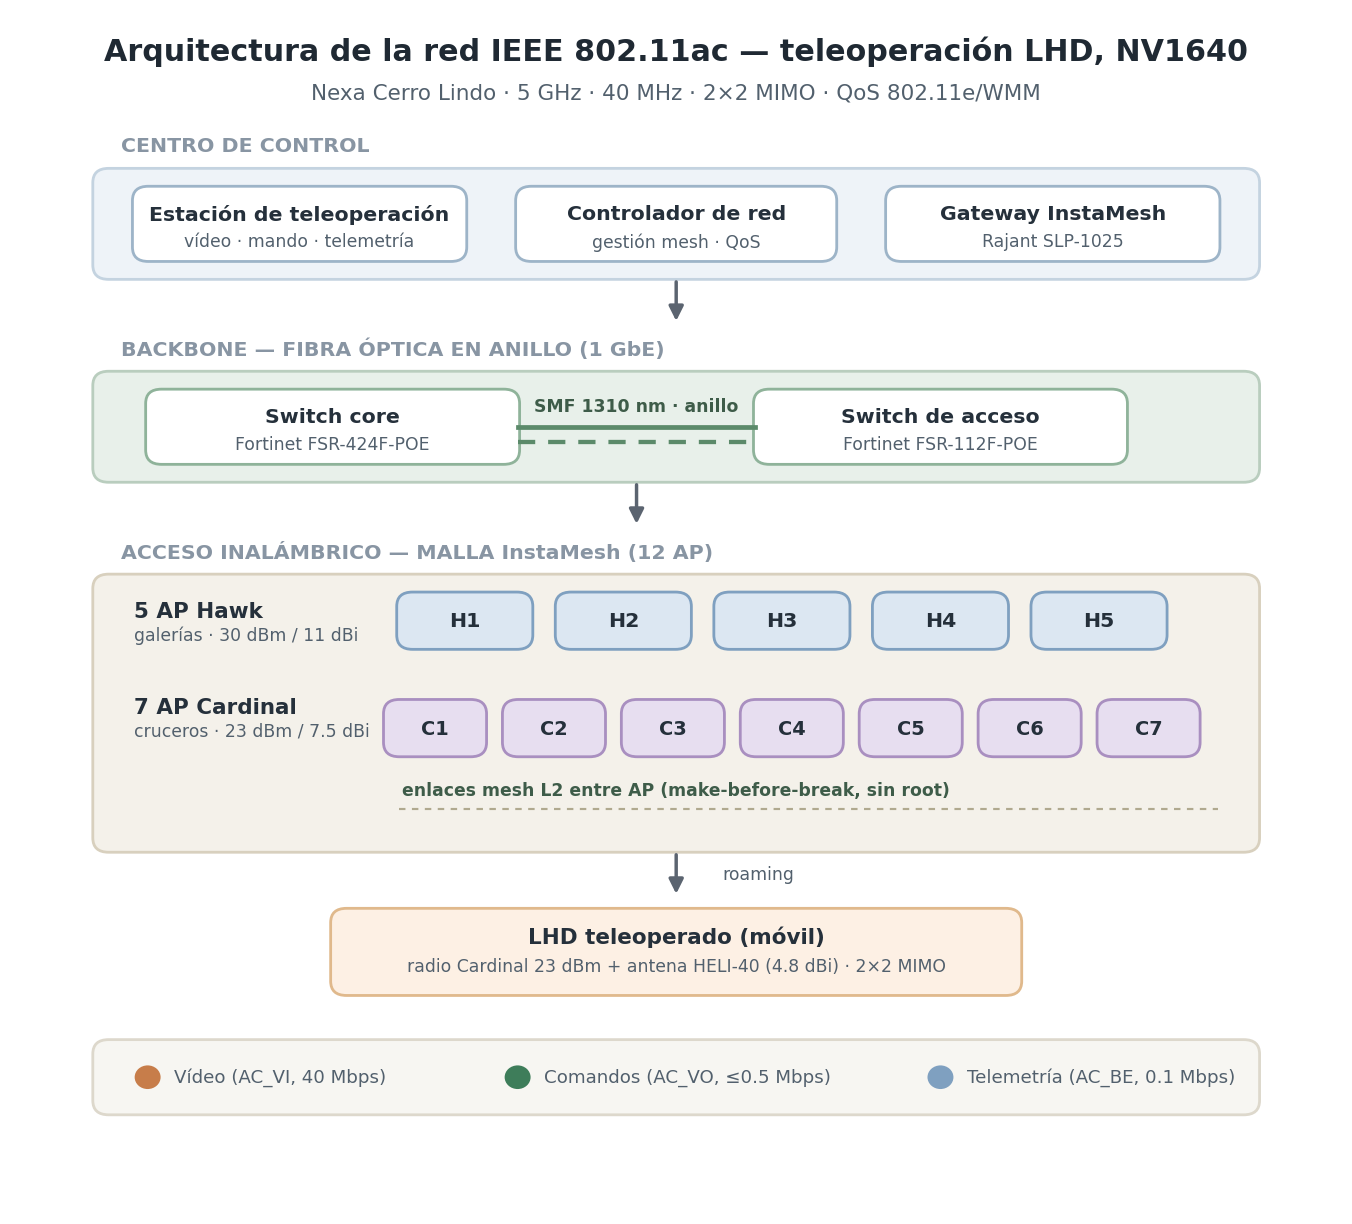 Arquitectura de la red IEEE 802.11ac — teleoperación LHD, NV1640
Nexa Cerro Lindo · 5 GHz · 40 MHz · 2×2 MIMO · QoS 802.11e/WMM
CENTRO DE CONTROL
Estación de teleoperación
vídeo · mando · telemetría
Controlador de red
gestión mesh · QoS
Gateway InstaMesh
Rajant SLP-1025
BACKBONE — FIBRA ÓPTICA EN ANILLO (1 GbE)
Switch core
Fortinet FSR-424F-POE
SMF 1310 nm · anillo
Switch de acceso
Fortinet FSR-112F-POE
ACCESO INALÁMBRICO — MALLA InstaMesh (12 AP)
5 AP Hawk
galerías · 30 dBm / 11 dBi
H1
H2
H3
H4
H5
7 AP Cardinal
cruceros · 23 dBm / 7.5 dBi
C1
C2
C3
C4
C5
C6
C7
enlaces mesh L2 entre AP (make-before-break, sin root)
roaming
LHD teleoperado (móvil)
radio Cardinal 23 dBm + antena HELI-40 (4.8 dBi) · 2×2 MIMO
Vídeo (AC_VI, 40 Mbps)
Comandos (AC_VO, ≤0.5 Mbps)
Telemetría (AC_BE, 0.1 Mbps)